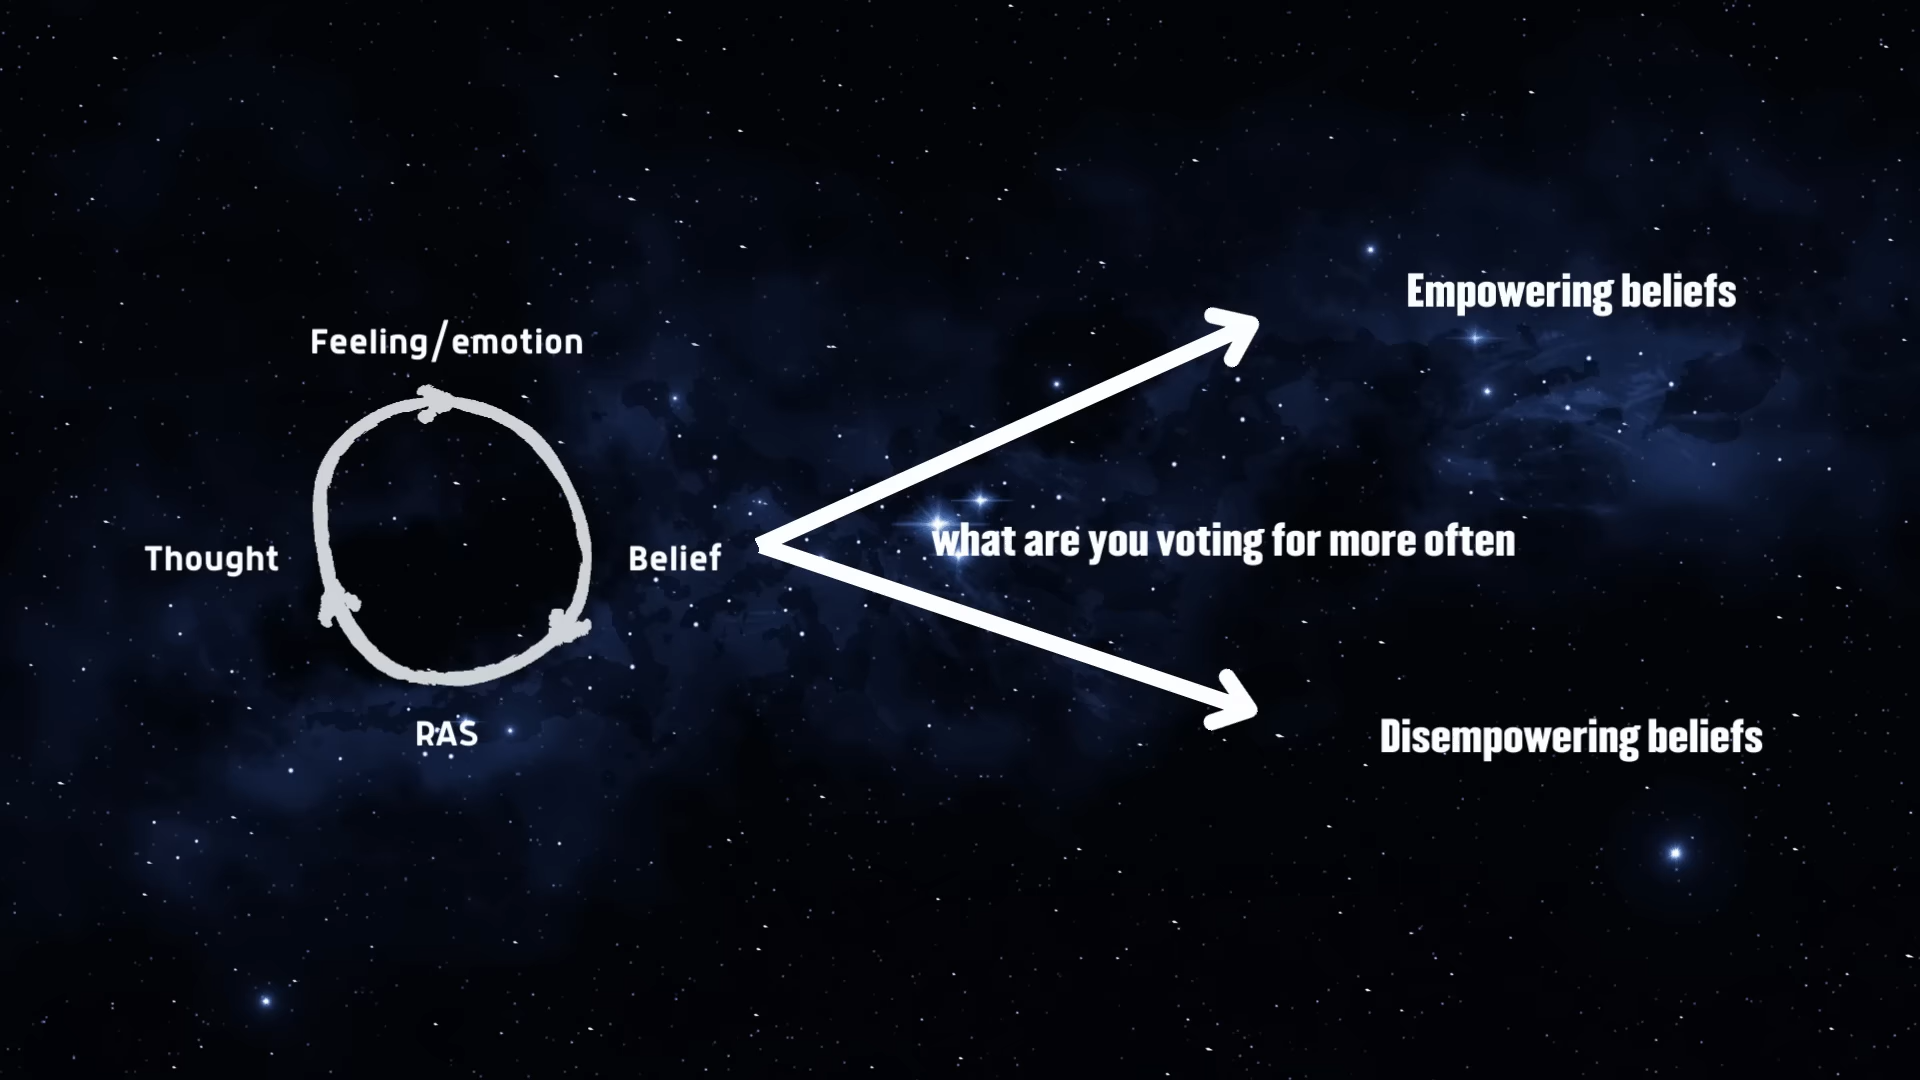 Empowering beliefs
Feeling/emotion
what are you voting for more often
Thought
Belief
RAS
Disempowering beliefs